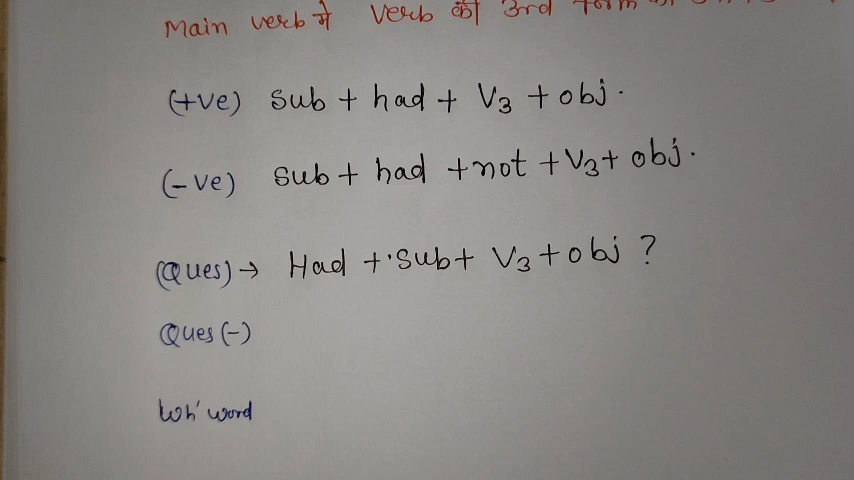 Main verb में verb की 3rd form का
(+ve) sub + had + V₃ + obj.
(-ve) sub + had + not + V₃ + obj.
(Ques) → Had + sub + V₃ + obj ?
Ques (-)
Wh' word